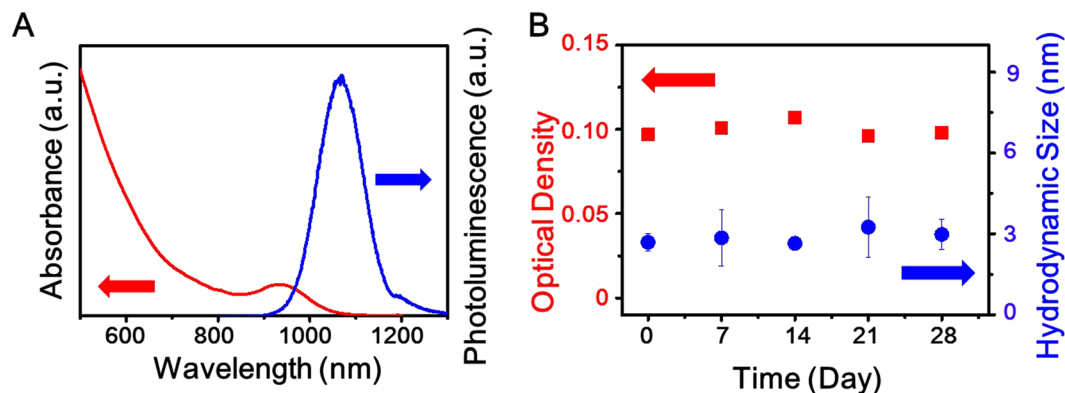 A
Absorbance (a.u.)
600
800
1000
1200
Wavelength (nm)
Photoluminescence (a.u.)
B
Optical Density
0.15
0.10
0.05
0
0
7
14
21
28
Time (Day)
9
6
3
0
Hydrodynamic Size (nm)